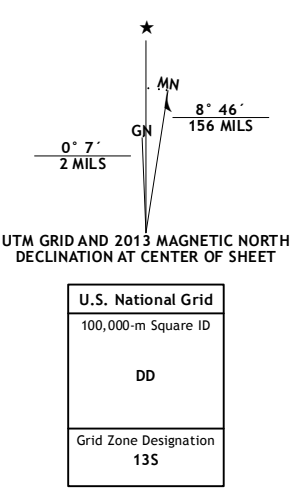 MN
8° 46´
156 MILS
GN
0° 7´
2 MILS
UTM GRID AND 2013 MAGNETIC NORTH
DECLINATION AT CENTER OF SHEET
U.S. National Grid
100,000-m Square ID
DD
Grid Zone Designation
13S